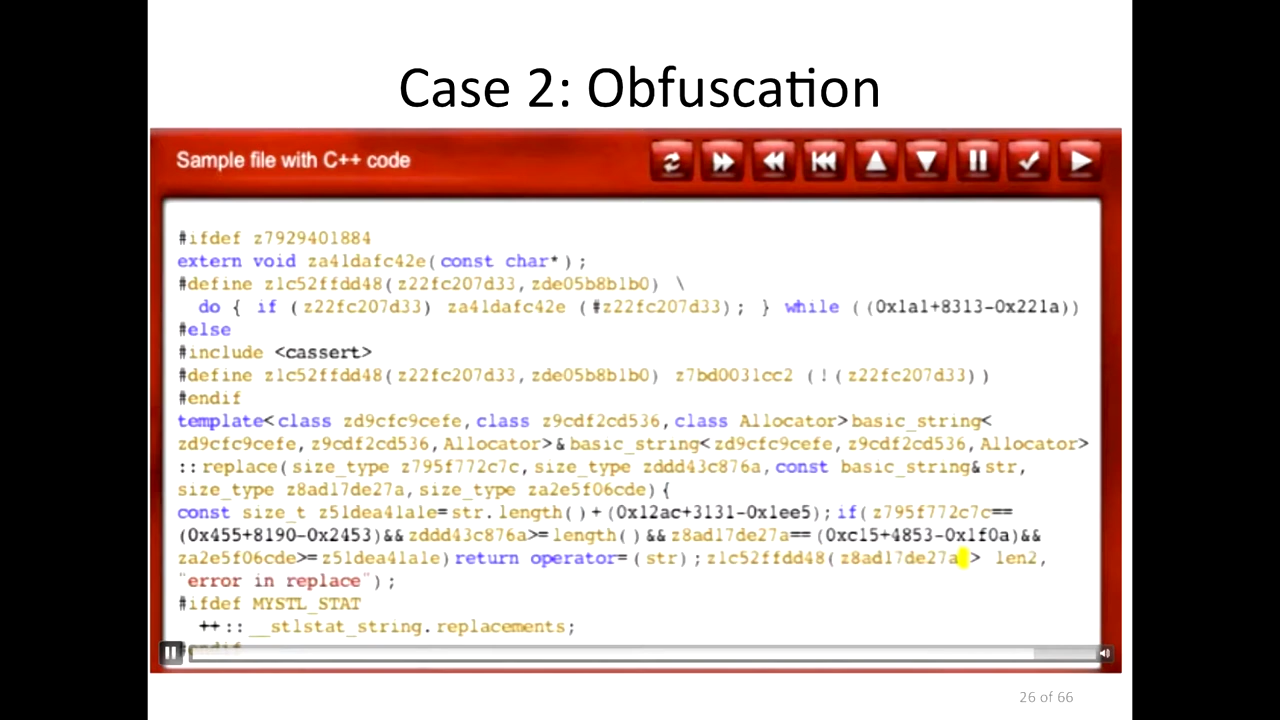 Case 2: Obfuscation
Sample file with C++ code
#ifdef z7929401884
extern void za41dafc42e(const char*);
#define z1c52ffdd48(z22fc207d33,zde05b8b1b0) \
do { if (z22fc207d33) za41dafc42e (#z22fc207d33); } while ((0x1a1+8313-0x221a))
#else
#include <cassert>
#define z1c52ffdd48(z22fc207d33,zde05b8b1b0) z7bd0031cc2 (!(z22fc207d33))
#endif
template<class zd9cfc9cefe,class z9cdf2cd536,class Allocator>basic_string<
zd9cfc9cefe,z9cdf2cd536,Allocator>&basic_string<zd9cfc9cefe,z9cdf2cd536,Allocator>
::replace(size_type z795f772c7c,size_type zddd43c876a,const basic_string&str,
size_type z8ad17de27a,size_type za2e5f06cde){
const size_t z51dea41a1e=str.length()+(0x12ac+3131-0x1ee5);if(z795f772c7c==
(0x455+8190-0x2453)&&zddd43c876a>=length()&&z8ad17de27a==(0xc15+4853-0x1f0a)&&
za2e5f06cde>=z51dea41a1e)return operator=(str);z1c52ffdd48(z8ad17de27a > len2,
"error in replace");
#ifdef MYSTL_STAT
++::__stlstat_string.replacements;
#endif
26 of 66